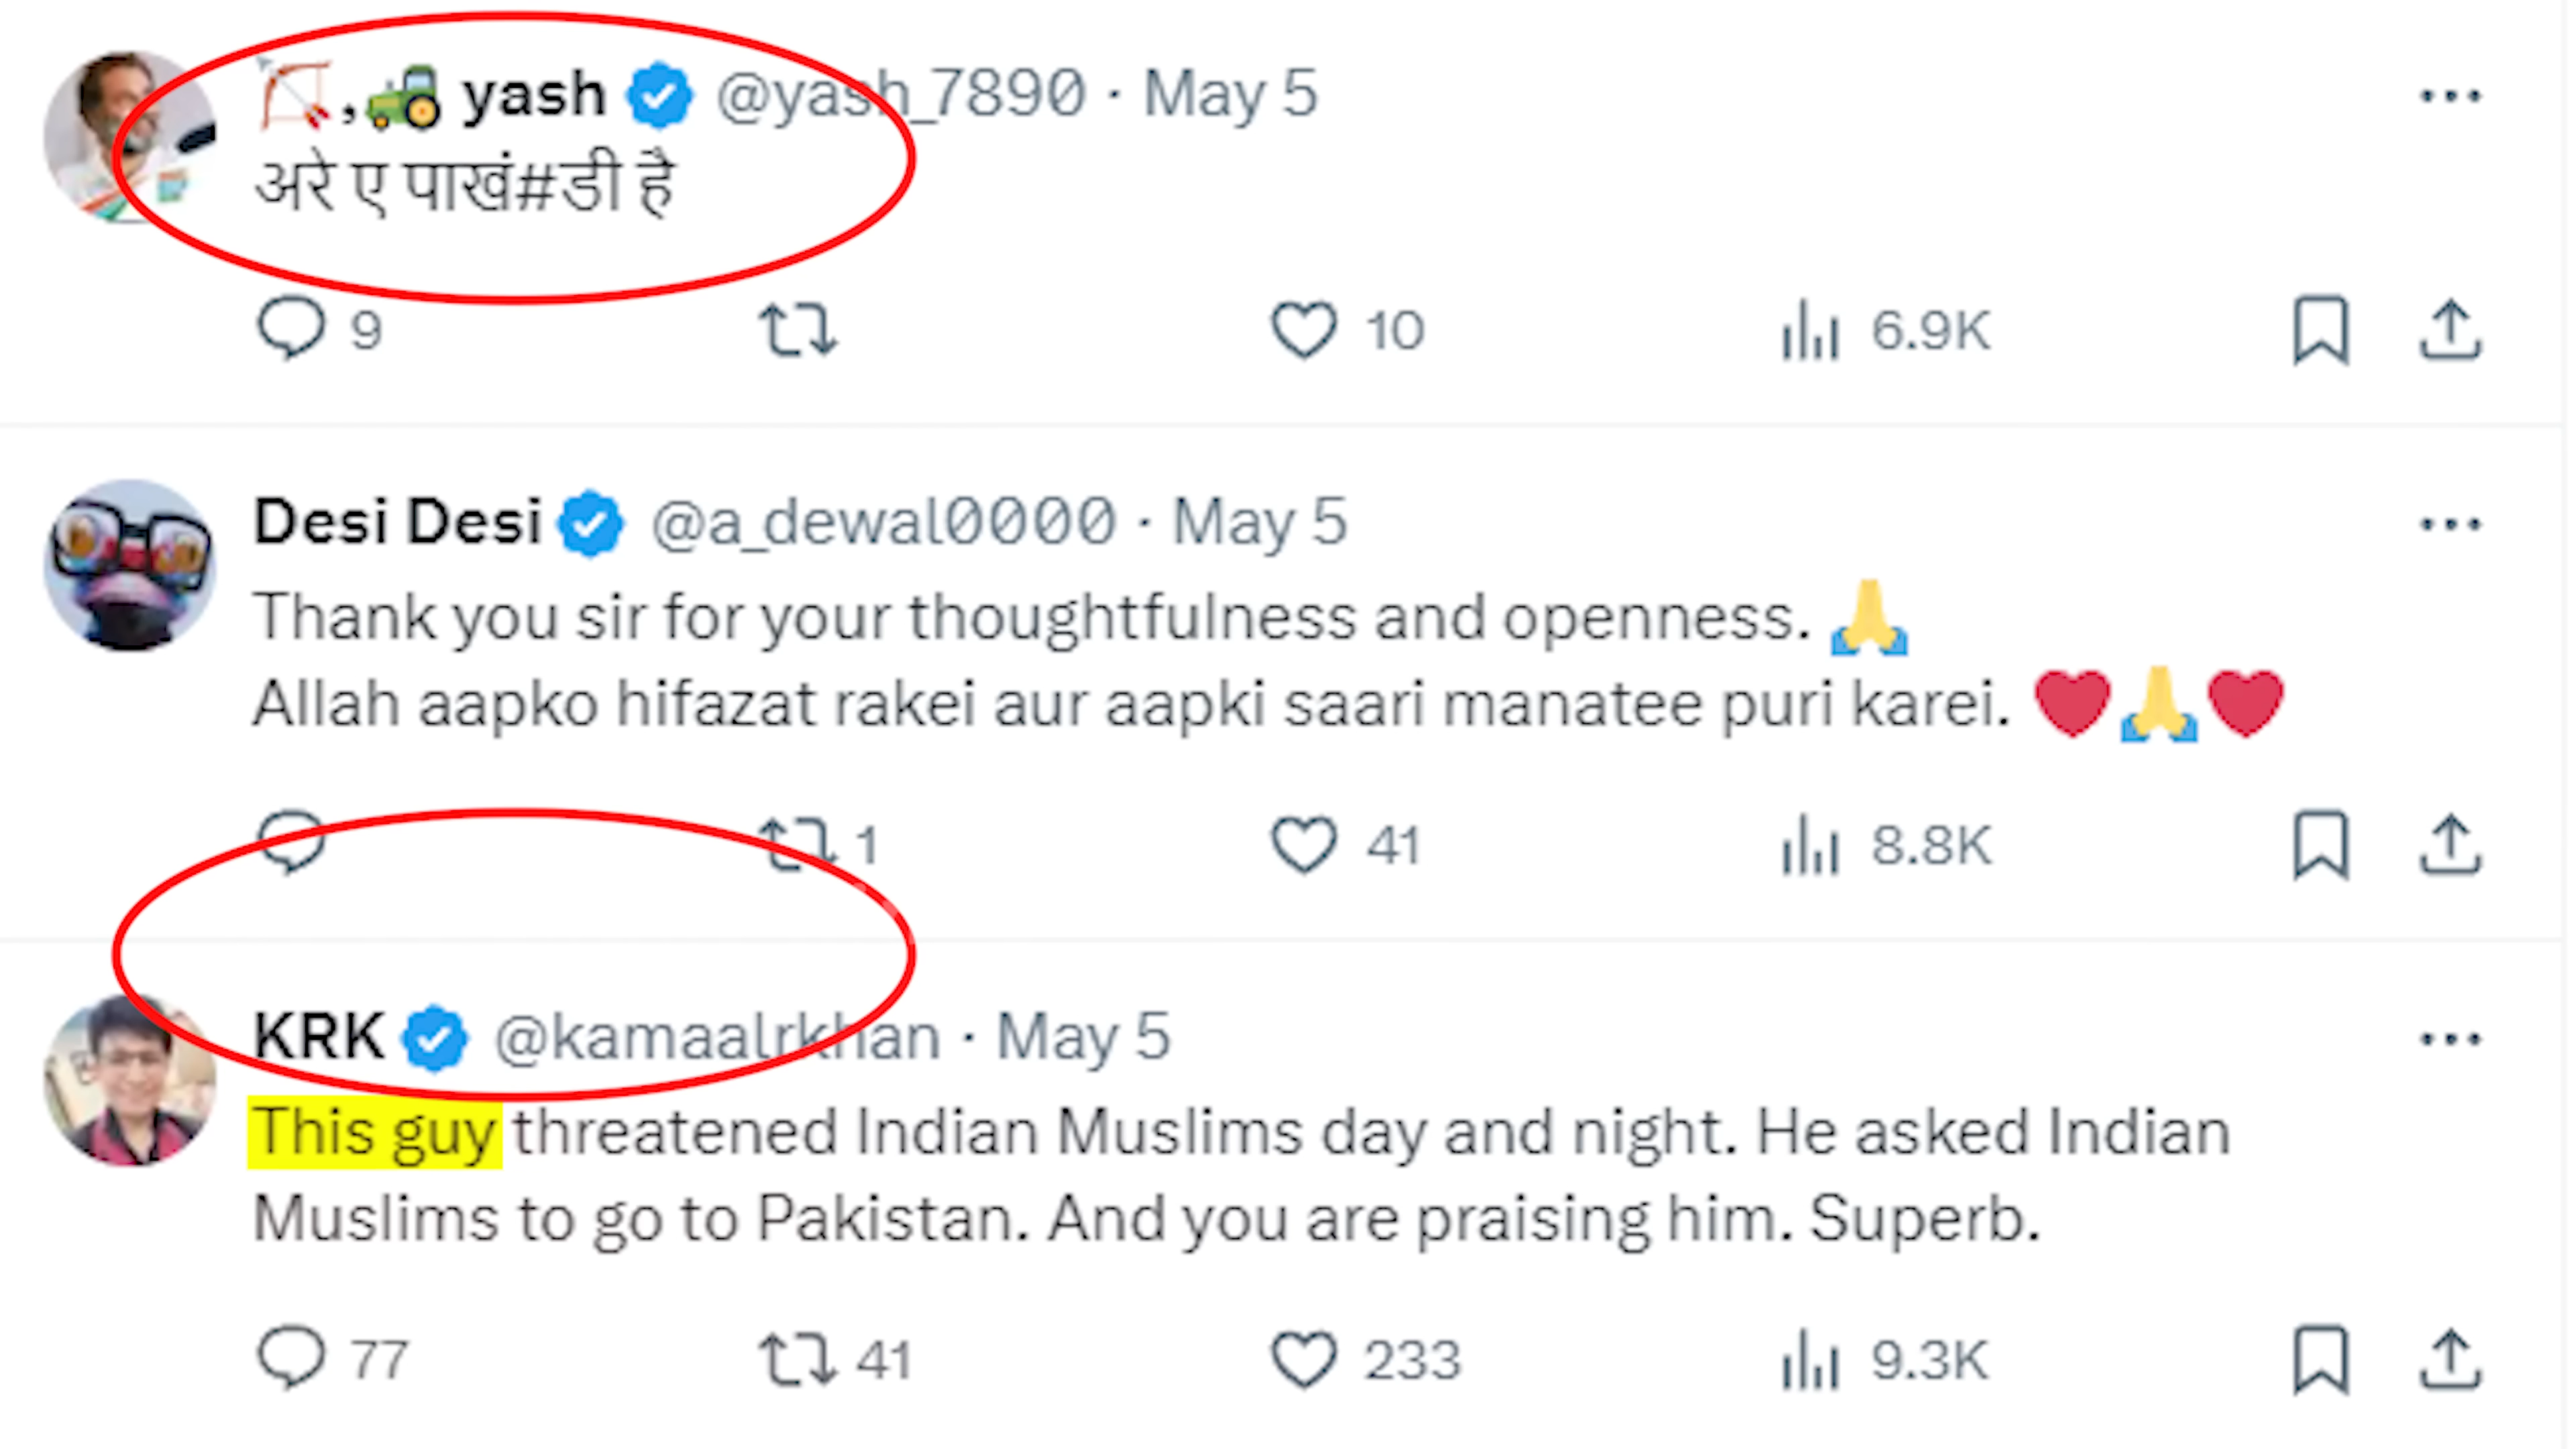 🏹,🚜 yash @yash_7890 · May 5
अरे ए पाखं#डी है
9 10 6.9K
Desi Desi @a_dewal0000 · May 5
Thank you sir for your thoughtfulness and openness. 🙏
Allah aapko hifazat rakei aur aapki saari manatee puri karei. ❤️🙏❤️
1 41 8.8K
KRK @kamaalrkhan · May 5
This guy threatened Indian Muslims day and night. He asked Indian
Muslims to go to Pakistan. And you are praising him. Superb.
77 41 233 9.3K